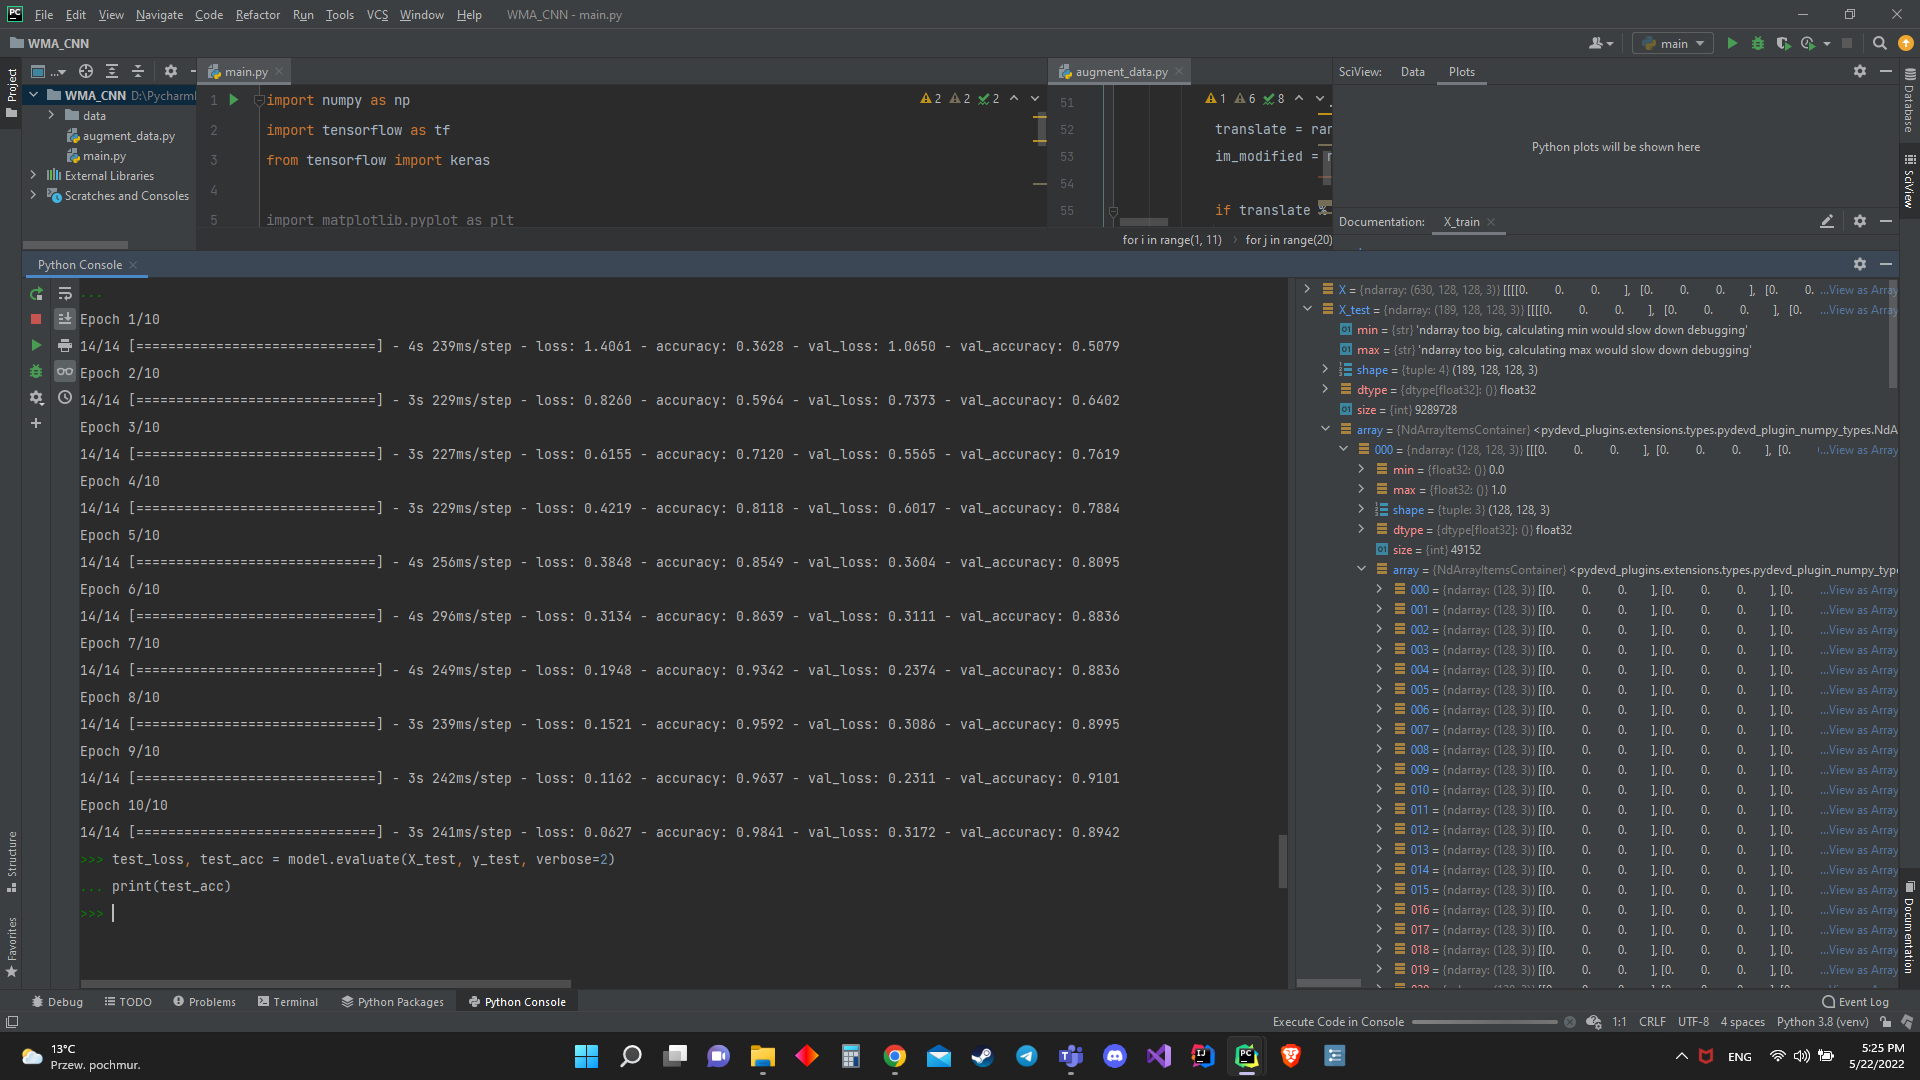 File Edit View Navigate Code Refactor Run Tools VCS Window Help WMA_CNN - main.py
WMA_CNN
main
Project
main.py
augment_data.py
SciView: Data Plots
WMA_CNN
data
augment_data.py
main.py
External Libraries
Scratches and Consoles
1 import numpy as np
2 import tensorflow as tf
3 from tensorflow import keras
4
5 import matplotlib.pyplot as plt
2 2 2
1 6 8
51
52 translate = ran
53 im_modified =
54
55 if translate %
for i in range(1, 11) for j in range(20)
Python plots will be shown here
Documentation: X_train
Database
SciView
Python Console
...
Epoch 1/10
14/14 [==============================] - 4s 239ms/step - loss: 1.4061 - accuracy: 0.3628 - val_loss: 1.0650 - val_accuracy: 0.5079
Epoch 2/10
14/14 [==============================] - 3s 229ms/step - loss: 0.8260 - accuracy: 0.5964 - val_loss: 0.7373 - val_accuracy: 0.6402
Epoch 3/10
14/14 [==============================] - 3s 227ms/step - loss: 0.6155 - accuracy: 0.7120 - val_loss: 0.5565 - val_accuracy: 0.7619
Epoch 4/10
14/14 [==============================] - 3s 229ms/step - loss: 0.4219 - accuracy: 0.8118 - val_loss: 0.6017 - val_accuracy: 0.7884
Epoch 5/10
14/14 [==============================] - 4s 256ms/step - loss: 0.3848 - accuracy: 0.8549 - val_loss: 0.3604 - val_accuracy: 0.8095
Epoch 6/10
14/14 [==============================] - 4s 296ms/step - loss: 0.3134 - accuracy: 0.8639 - val_loss: 0.3111 - val_accuracy: 0.8836
Epoch 7/10
14/14 [==============================] - 4s 249ms/step - loss: 0.1948 - accuracy: 0.9342 - val_loss: 0.2374 - val_accuracy: 0.8836
Epoch 8/10
14/14 [==============================] - 3s 239ms/step - loss: 0.1521 - accuracy: 0.9592 - val_loss: 0.3086 - val_accuracy: 0.8995
Epoch 9/10
14/14 [==============================] - 3s 242ms/step - loss: 0.1162 - accuracy: 0.9637 - val_loss: 0.2311 - val_accuracy: 0.9101
Epoch 10/10
14/14 [==============================] - 3s 241ms/step - loss: 0.0627 - accuracy: 0.9841 - val_loss: 0.3172 - val_accuracy: 0.8942
>>> test_loss, test_acc = model.evaluate(X_test, y_test, verbose=2)
... print(test_acc)
>>>
X = {ndarray: (630, 128, 128, 3)} [[[[0. 0. 0. ], [0. 0. 0. ], [0. 0. 0. ...View as Array
X_test = {ndarray: (189, 128, 128, 3)} [[[[0. 0. 0. ], [0. 0. 0. ], [0. ...View as Array
min = {str} 'ndarray too big, calculating min would slow down debugging'
max = {str} 'ndarray too big, calculating max would slow down debugging'
shape = {tuple: 4} (189, 128, 128, 3)
dtype = {dtype[float32]: ()} float32
size = {int} 9289728
array = {NdArrayItemsContainer} <pydevd_plugins.extensions.types.pydevd_plugin_numpy_types.NdA
000 = {ndarray: (128, 128, 3)} [[[0. 0. 0. ], [0. 0. 0. ], [0. ...View as Array
min = {float32: ()} 0.0
max = {float32: ()} 1.0
shape = {tuple: 3} (128, 128, 3)
dtype = {dtype[float32]: ()} float32
size = {int} 49152
array = {NdArrayItemsContainer} <pydevd_plugins.extensions.types.pydevd_plugin_numpy_type
000 = {ndarray: (128, 3)} [[0. 0. 0. ], [0. 0. 0. ], [0. ...View as Array
001 = {ndarray: (128, 3)} [[0. 0. 0. ], [0. 0. 0. ], [0. ...View as Array
002 = {ndarray: (128, 3)} [[0. 0. 0. ], [0. 0. 0. ], [0. ...View as Array
003 = {ndarray: (128, 3)} [[0. 0. 0. ], [0. 0. 0. ], [0. ...View as Array
004 = {ndarray: (128, 3)} [[0. 0. 0. ], [0. 0. 0. ], [0. ...View as Array
005 = {ndarray: (128, 3)} [[0. 0. 0. ], [0. 0. 0. ], [0. ...View as Array
006 = {ndarray: (128, 3)} [[0. 0. 0. ], [0. 0. 0. ], [0. ...View as Array
007 = {ndarray: (128, 3)} [[0. 0. 0. ], [0. 0. 0. ], [0. ...View as Array
008 = {ndarray: (128, 3)} [[0. 0. 0. ], [0. 0. 0. ], [0. ...View as Array
009 = {ndarray: (128, 3)} [[0. 0. 0. ], [0. 0. 0. ], [0. ...View as Array
010 = {ndarray: (128, 3)} [[0. 0. 0. ], [0. 0. 0. ], [0. ...View as Array
011 = {ndarray: (128, 3)} [[0. 0. 0. ], [0. 0. 0. ], [0. ...View as Array
012 = {ndarray: (128, 3)} [[0. 0. 0. ], [0. 0. 0. ], [0. ...View as Array
013 = {ndarray: (128, 3)} [[0. 0. 0. ], [0. 0. 0. ], [0. ...View as Array
014 = {ndarray: (128, 3)} [[0. 0. 0. ], [0. 0. 0. ], [0. ...View as Array
015 = {ndarray: (128, 3)} [[0. 0. 0. ], [0. 0. 0. ], [0. ...View as Array
016 = {ndarray: (128, 3)} [[0. 0. 0. ], [0. 0. 0. ], [0. ...View as Array
017 = {ndarray: (128, 3)} [[0. 0. 0. ], [0. 0. 0. ], [0. ...View as Array
018 = {ndarray: (128, 3)} [[0. 0. 0. ], [0. 0. 0. ], [0. ...View as Array
019 = {ndarray: (128, 3)} [[0. 0. 0. ], [0. 0. 0. ], [0. ...View as Array
Structure
Favorites
Documentation
Debug TODO Problems Terminal Python Packages Python Console Event Log
Execute Code in Console 1:1 CRLF UTF-8 4 spaces Python 3.8 (venv)
13°C
Przew. pochmur.
ENG
5:25 PM
5/22/2022